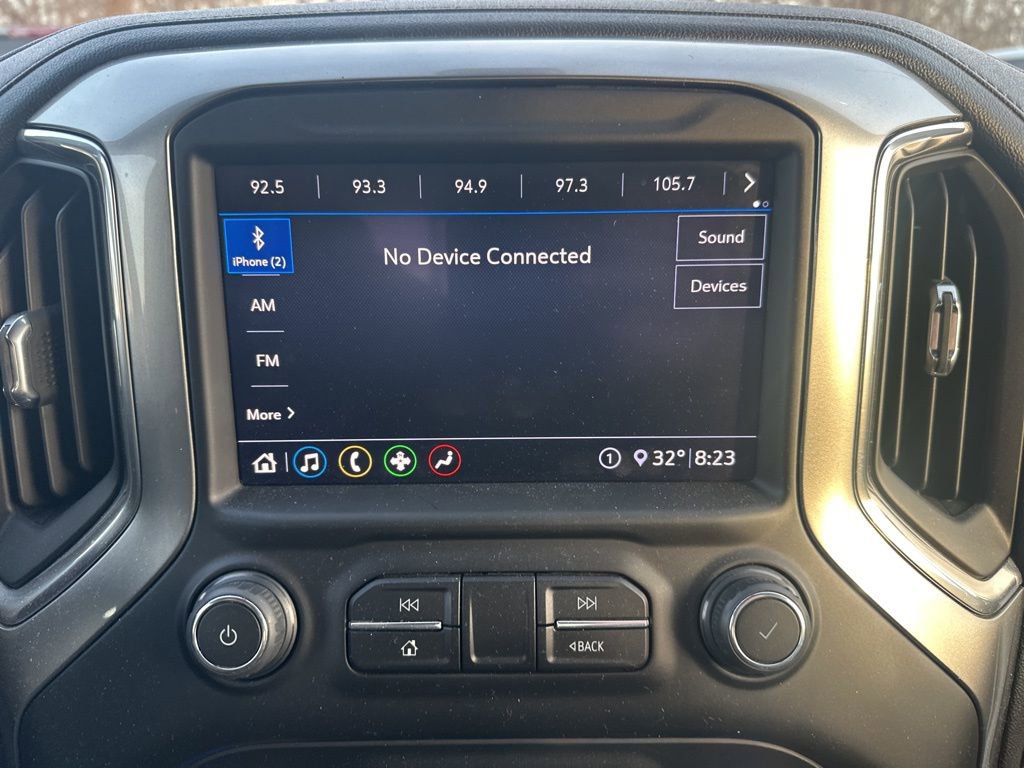 92.5 93.3 94.9 97.3 105.7
iPhone (2)
No Device Connected
Sound
Devices
AM
FM
More
1 32° 8:23
BACK